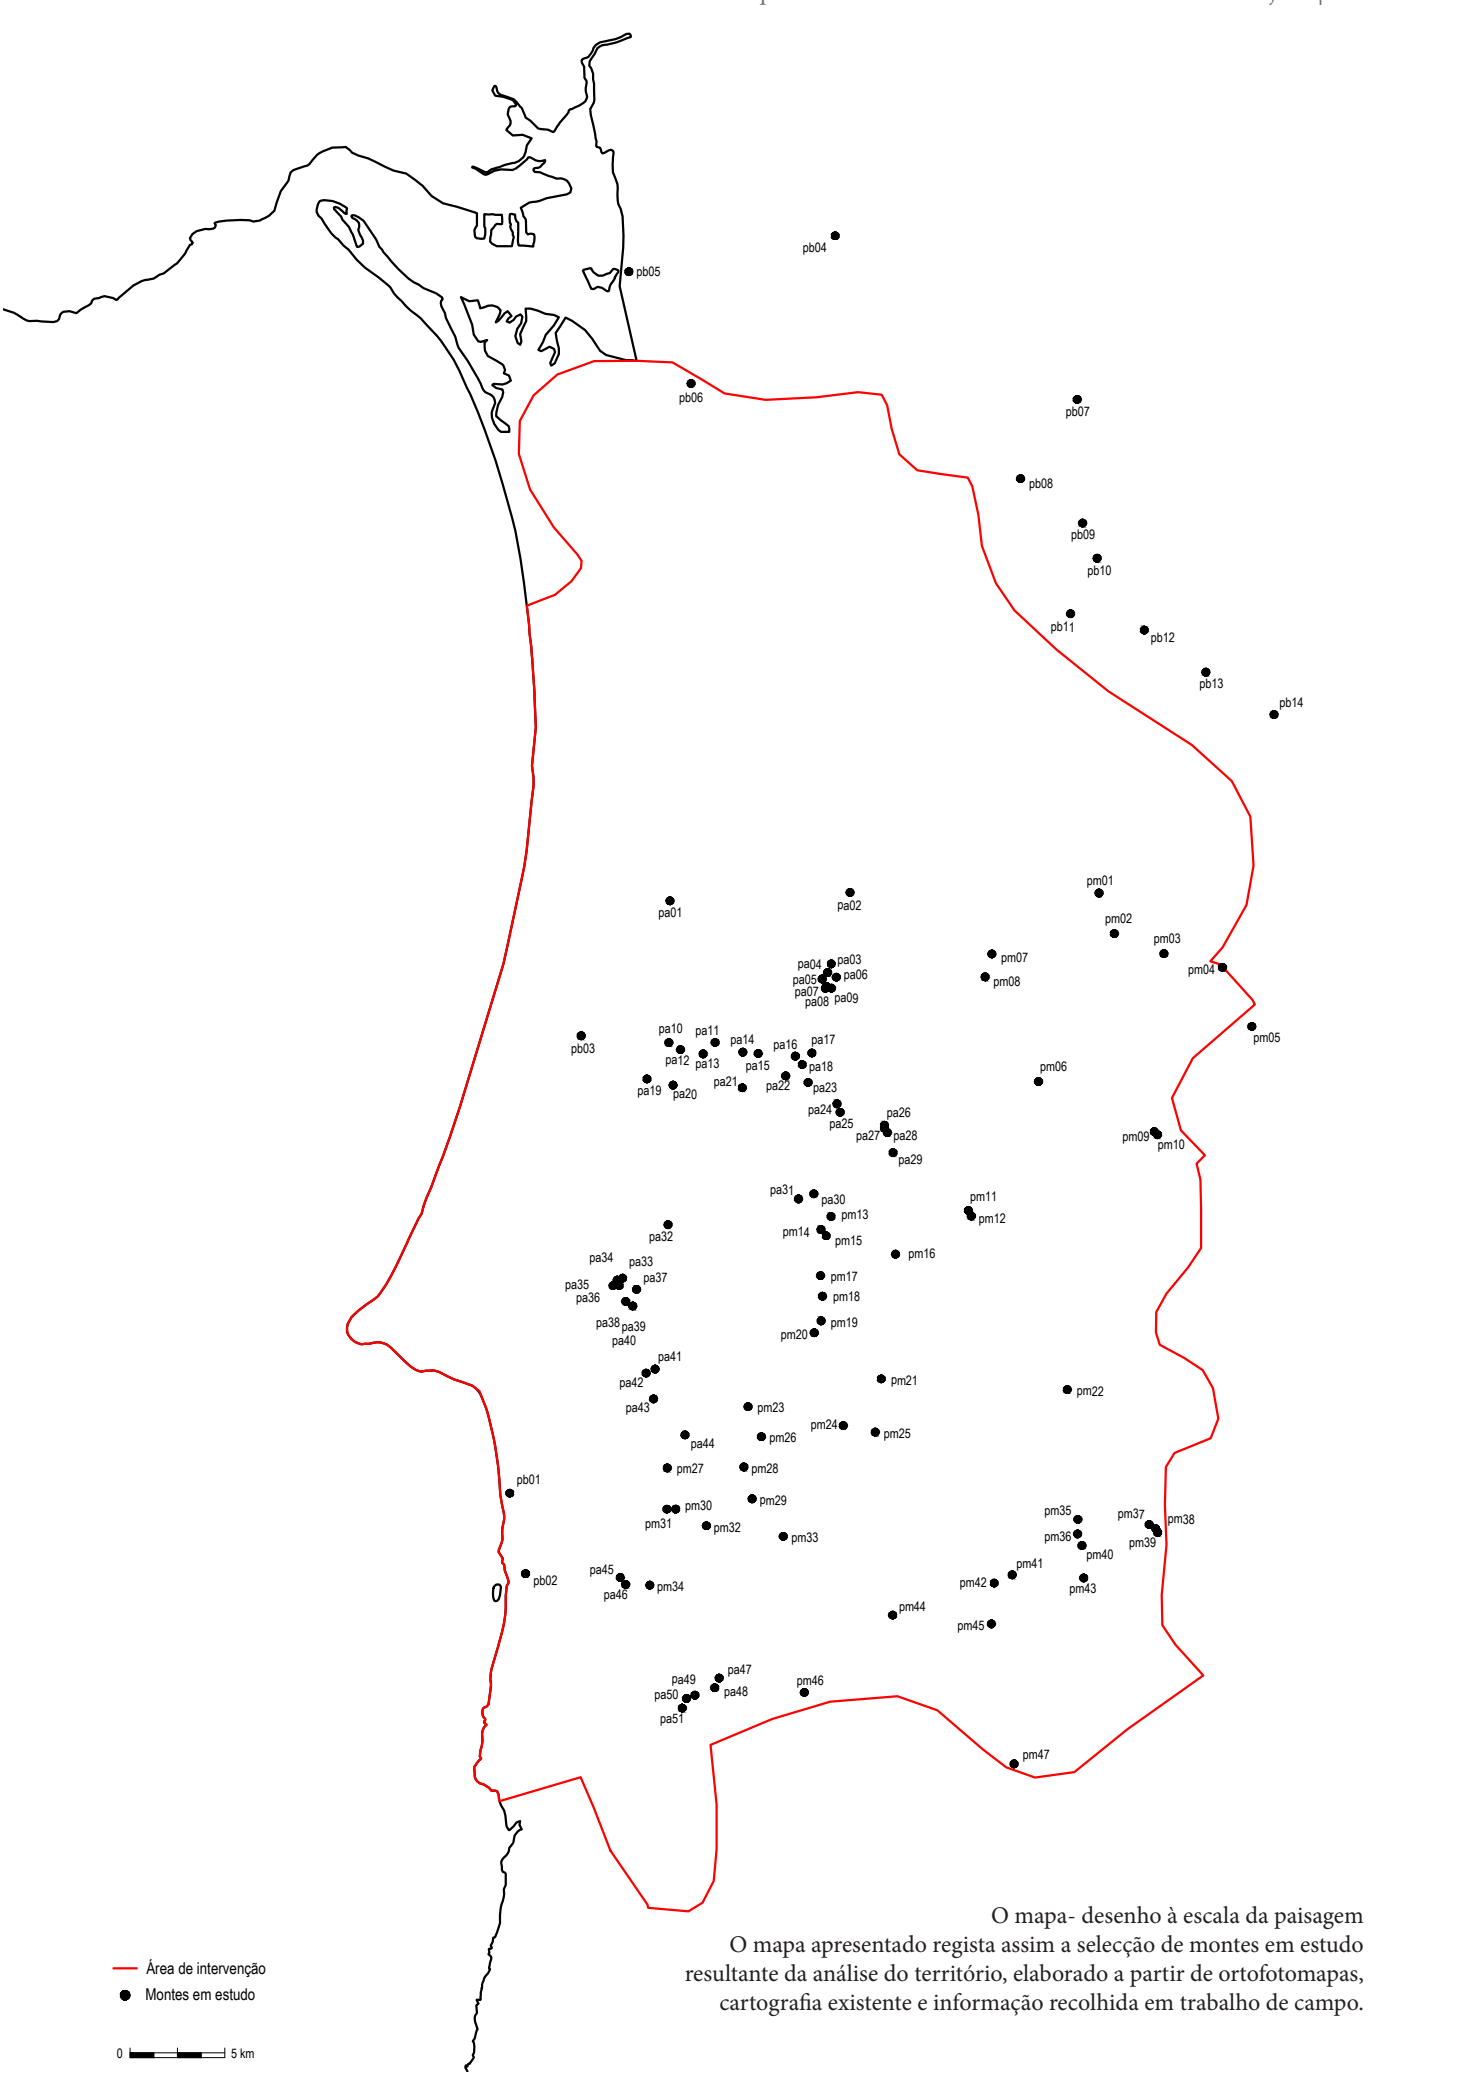 pb04
pb05
pb06
pb07
pb08
pb09
pb10
pb11
pb12
pb13
pb14
pm01
pa02
pa01
pm02
pm03
pm07
pa03
pa04
pm04
pa06
pa05
pm08
pa07
pa09
pa08
pb03
pa10
pa11
pa14
pa16
pa17
pm05
pa12
pa13
pa15
pa18
pm06
pa19
pa20
pa21
pa22
pa23
pa24
pa25
pa26
pa27
pa28
pm09
pm10
pa29
pa31
pa30
pm11
pm12
pa32
pm13
pm14
pm15
pm16
pa34
pa33
pa35
pa37
pm17
pa36
pm18
pa38
pa39
pm19
pa40
pm20
pa41
pa42
pm21
pm22
pa43
pm23
pm24
pm25
pa44
pm26
pm27
pm28
pb01
pm29
pm30
pm31
pm32
pm33
pm35
pm37
pm38
pm36
pm39
pm40
pb02
pa45
pa46
pm34
pm41
pm42
pm43
pm44
pm45
pa47
pa49
pa48
pm46
pa50
pa51
pm47
O mapa- desenho à escala da paisagem
O mapa apresentado regista assim a selecção de montes em estudo
resultante da análise do território, elaborado a partir de ortofotomapas,
cartografia existente e informação recolhida em trabalho de campo.
Área de intervenção
Montes em estudo
0 5 km